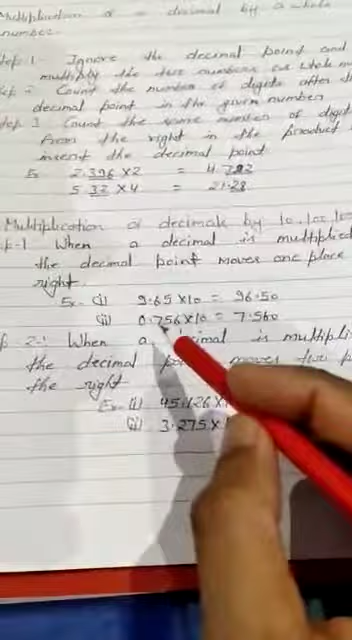 Multiplication of a decimal by a whole
number.
Step 1- Ignore the decimal point and
multiply the two numbers as whole num
Step - Count the number of digits after the
decimal point in the given number
Step 3 Count the same number of digit
from the right in the product
insert the decimal point
Ex 2.396 × 2 = 4.792
5.32 × 4 = 21.28
Multiplication of decimals by 10, 100, 100
-1 When a decimal is multiplied
the decimal point moves one place
right.
Ex- (i) 9.65 × 10 = 96.50
(ii) 0.756 × 10 = 7.560
2-: When a decimal is multipli
the decimal moves two p
the right
Ex- (i) 45.126 ×
(ii) 3.275 ×